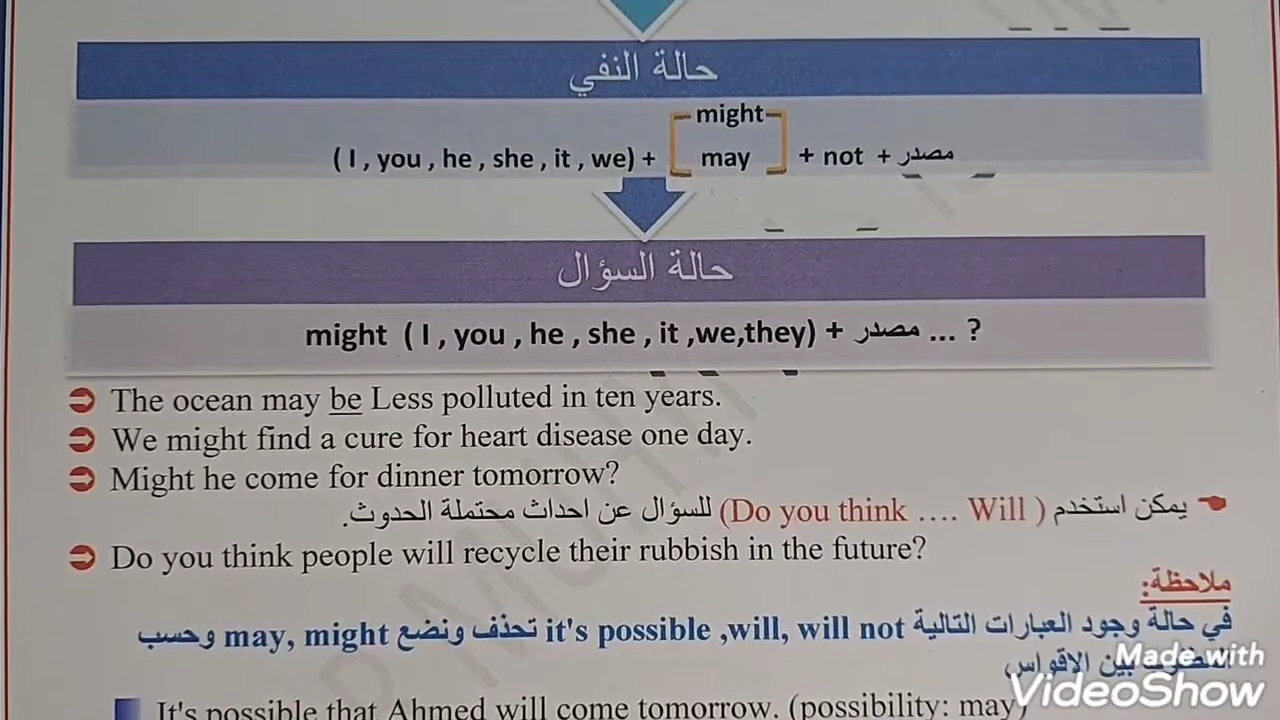 حالة النفي
might
( I , you , he , she , it , we) + may + not + مصدر
حالة السؤال
might ( I , you , he , she , it ,we,they) + مصدر ... ?
The ocean may be Less polluted in ten years.
We might find a cure for heart disease one day.
Might he come for dinner tomorrow?
يمكن استخدم (Do you think …. Will ) للسؤال عن احداث محتملة الحدوث.
Do you think people will recycle their rubbish in the future?
ملاحظة:
في حالة وجود العبارات التالية it's possible ,will, will not تحذف ونضع may, might وحسب
بين الاقواس
It's possible that Ahmed will come tomorrow. (possibility: may)
Made with
VideoShow